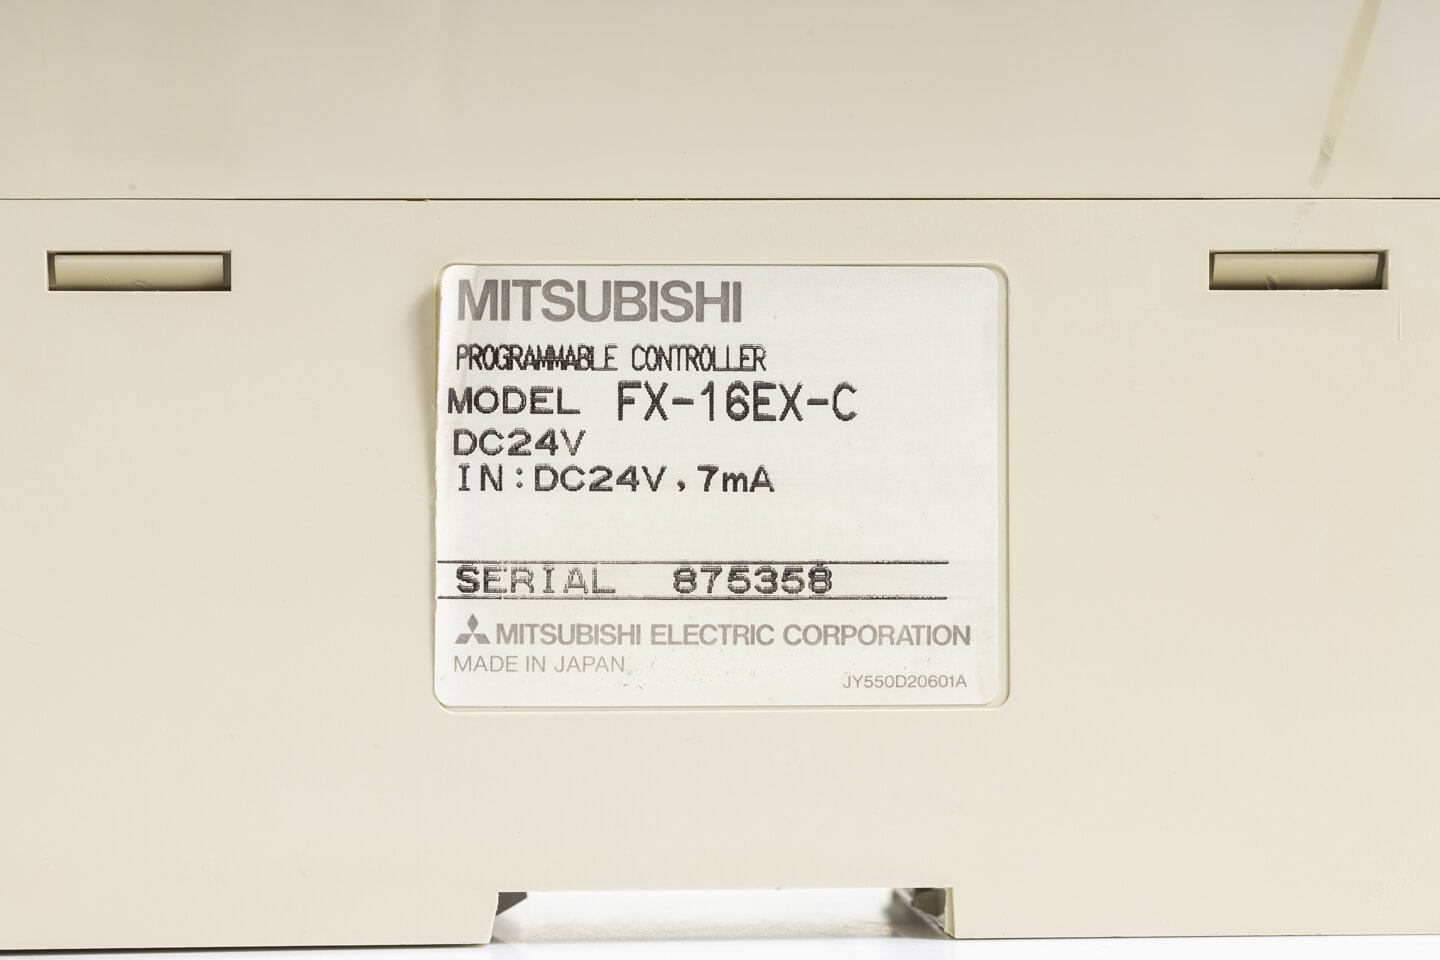 MITSUBISHI
PROGRAMMABLE CONTROLLER
MODEL FX-16EX-C
DC24V
IN:DC24V,7mA
SERIAL 875358
MITSUBISHI ELECTRIC CORPORATION
MADE IN JAPAN
JY550D20601A